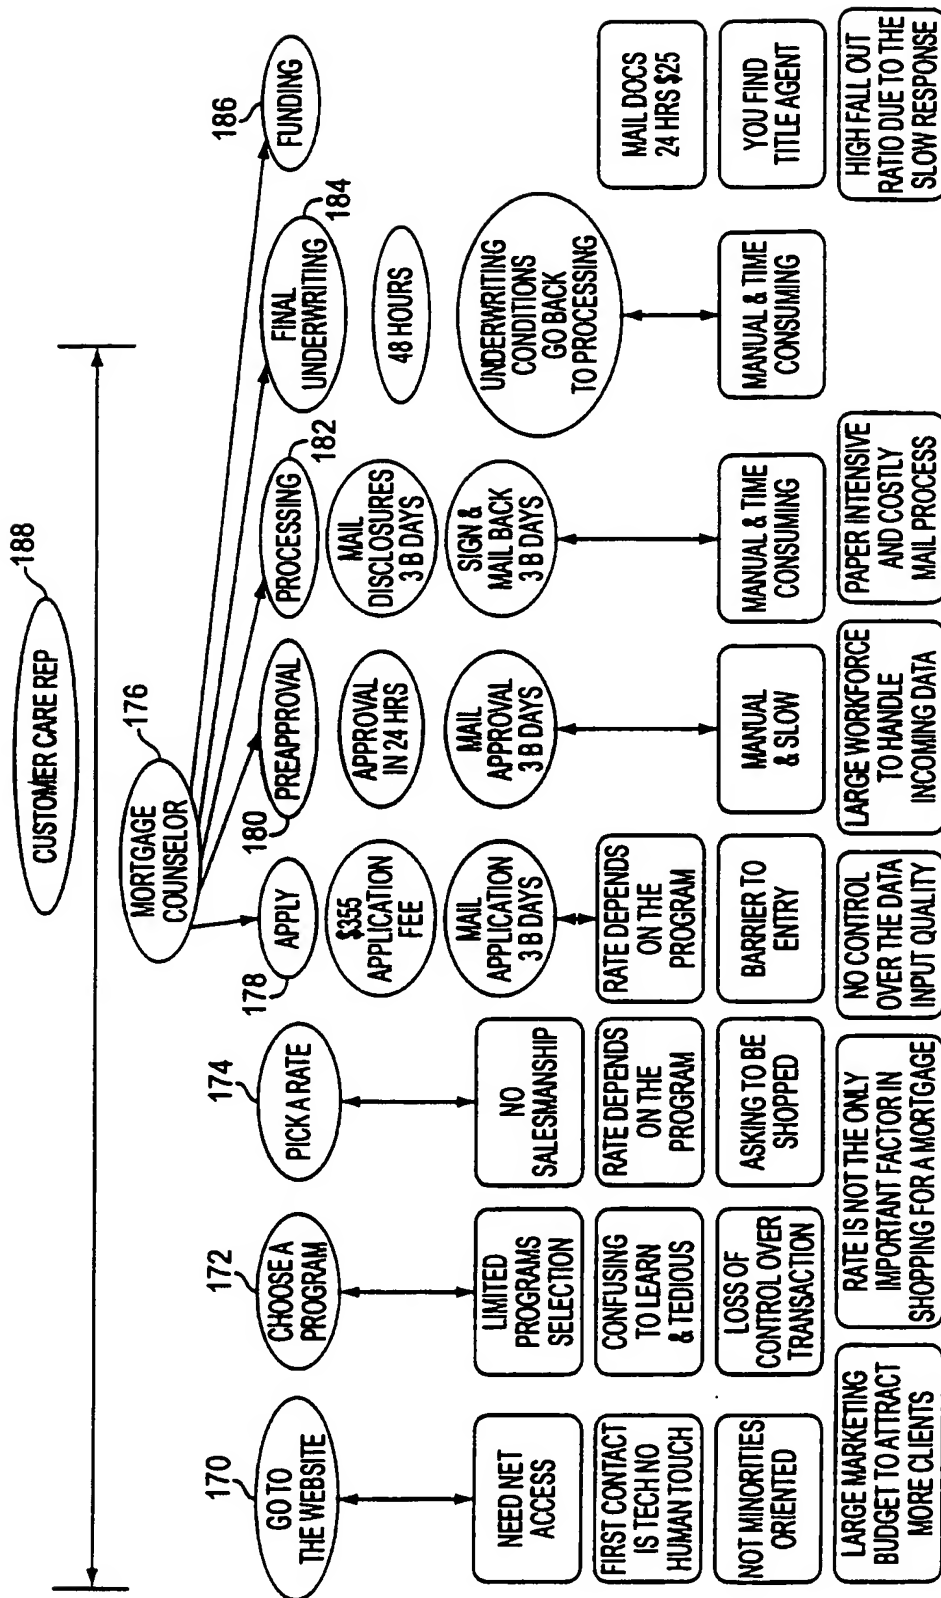 CUSTOMER CARE REP
188
MORTGAGE
COUNSELOR
176
GO TO
THE WEBSITE
170
CHOOSE A
PROGRAM
172
PICK A RATE
174
APPLY
178
PREAPPROVAL
180
PROCESSING
182
FINAL
UNDERWRITING
184
FUNDING
186
$355
APPLICATION
FEE
APPROVAL
IN 24 HRS
MAIL
DISCLOSURES
3 B DAYS
48 HOURS
NEED NET
ACCESS
LIMITED
PROGRAMS
SELECTION
NO
SALESMANSHIP
MAIL
APPLICATION
3 B DAYS
MAIL
APPROVAL
3 B DAYS
SIGN &
MAIL BACK
3 B DAYS
UNDERWRITING
CONDITIONS
GO BACK
TO PROCESSING
FIRST CONTACT
IS TECH NO
HUMAN TOUCH
CONFUSING
TO LEARN
& TEDIOUS
RATE DEPENDS
ON THE
PROGRAM
RATE DEPENDS
ON THE
PROGRAM
MAIL DOCS
24 HRS $25
NOT MINORITIES
ORIENTED
LOSS OF
CONTROL OVER
TRANSACTION
ASKING TO BE
SHOPPED
BARRIER TO
ENTRY
MANUAL
& SLOW
MANUAL & TIME
CONSUMING
MANUAL & TIME
CONSUMING
YOU FIND
TITLE AGENT
LARGE MARKETING
BUDGET TO ATTRACT
MORE CLIENTS
RATE IS NOT THE ONLY
IMPORTANT FACTOR IN
SHOPPING FOR A MORTGAGE
NO CONTROL
OVER THE DATA
INPUT QUALITY
LARGE WORKFORCE
TO HANDLE
INCOMING DATA
PAPER INTENSIVE
AND COSTLY
MAIL PROCESS
HIGH FALL OUT
RATIO DUE TO THE
SLOW RESPONSE